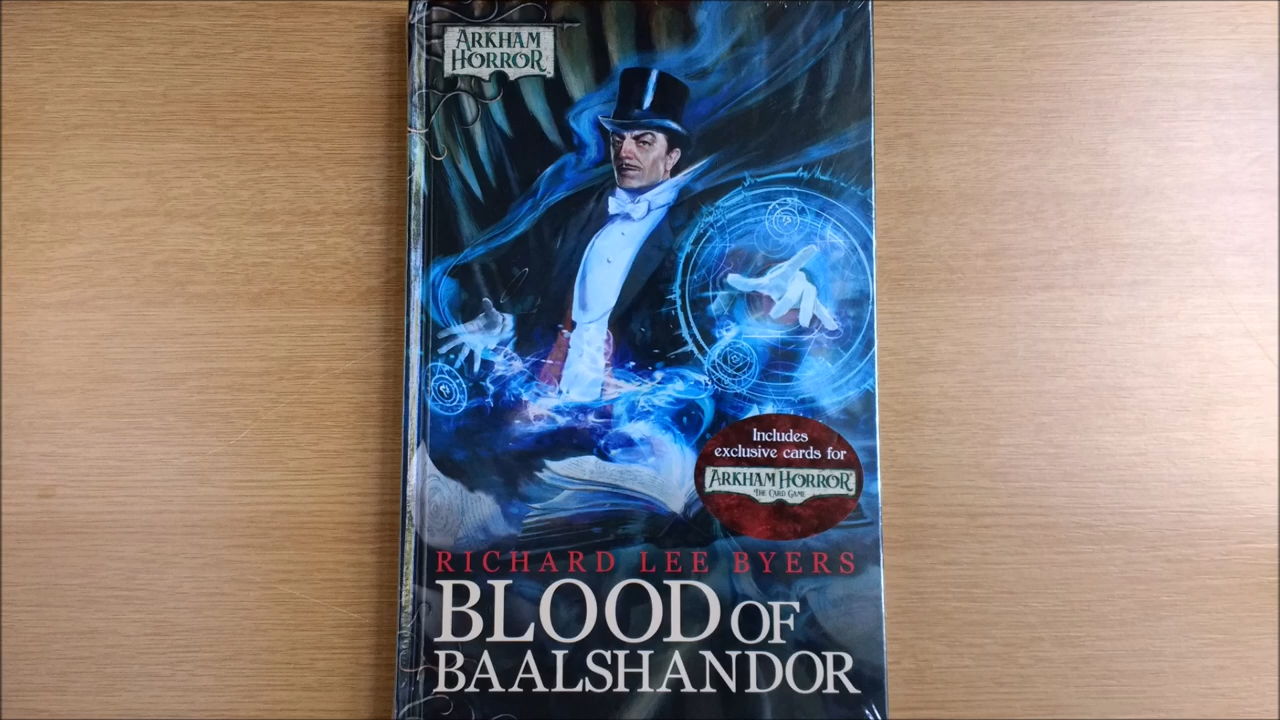 ARKHAM
HORROR
Includes
exclusive cards for
ARKHAM HORROR
THE CARD GAME
RICHARD LEE BYERS
BLOOD OF
BAALSHANDOR